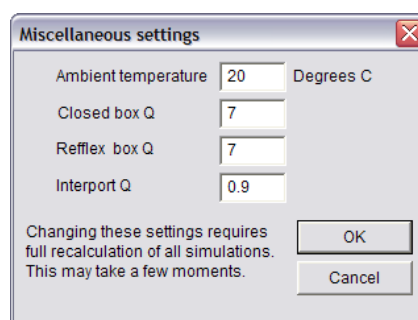 Miscellaneous settings
Ambient temperature 20 Degrees C
Closed box Q 7
Refflex box Q 7
Interport Q 0.9
Changing these settings requires
full recalculation of all simulations.
This may take a few moments.
OK
Cancel